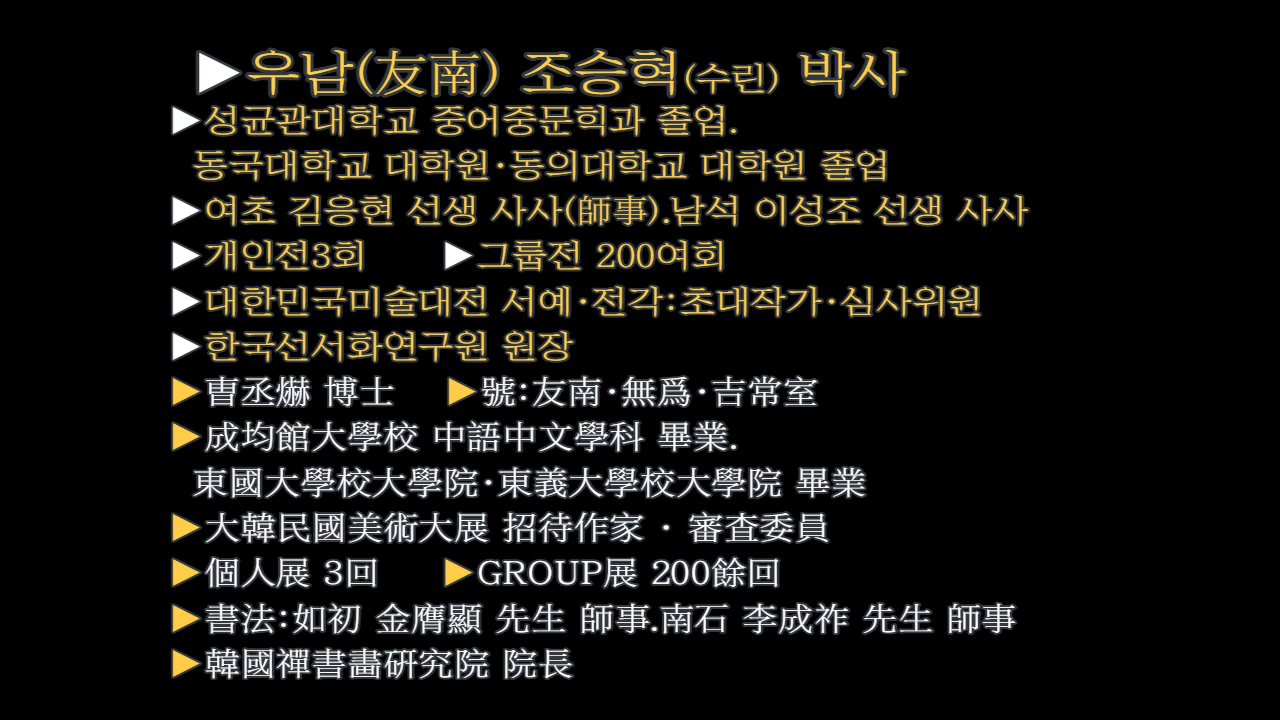 ▶우남(友南) 조승혁(수린) 박사
▶성균관대학교 중어중문힉과 졸업.
동국대학교 대학원·동의대학교 대학원 졸업
▶여초 김응현 선생 사사(師事).남석 이성조 선생 사사
▶개인전3회 ▶그룹전 200여회
▶대한민국미술대전 서예·전각:초대작가·심사위원
▶한국선서화연구원 원장
▶曺丞爀 博士 ▶號:友南·無爲·吉常室
▶成均館大學校 中語中文學科 畢業.
東國大學校大學院·東義大學校大學院 畢業
▶大韓民國美術大展 招待作家 · 審査委員
▶個人展 3回 ▶GROUP展 200餘回
▶書法:如初 金膺顯 先生 師事.南石 李成祚 先生 師事
▶韓國禪書畵硏究院 院長